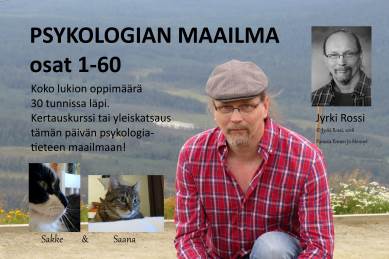 PSYKOLOGIAN MAAILMA
osat 1-60
Koko lukion oppimäärä
30 tunnissa läpi.
Kertauskurssi tai yleiskatsaus
tämän päivän psykologia-
tieteen maailmaan!
Jyrki Rossi
Sakke & Saana